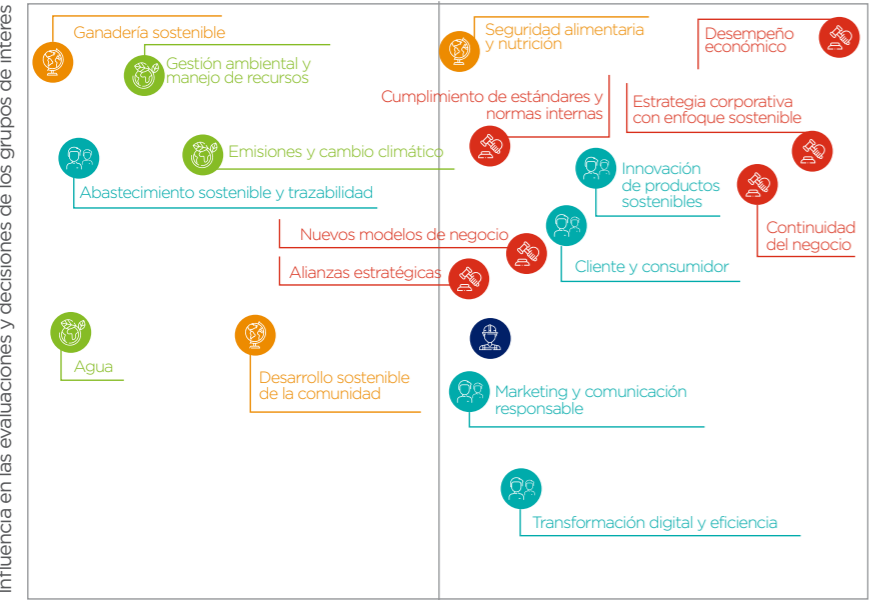 Influencia en las evaluaciones y decisiones de los grupos de interés
Ganadería sostenible
Gestión ambiental y
manejo de recursos
Seguridad alimentaria
y nutrición
Desempeño
económico
Cumplimiento de estándares y
normas internas
Estrategia corporativa
con enfoque sostenible
Emisiones y cambio climático
Abastecimiento sostenible y trazabilidad
Innovación
de productos
sostenibles
Nuevos modelos de negocio
Continuidad
del negocio
Alianzas estratégicas
Cliente y consumidor
Agua
Desarrollo sostenible
de la comunidad
Marketing y comunicación
responsable
Transformación digital y eficiencia